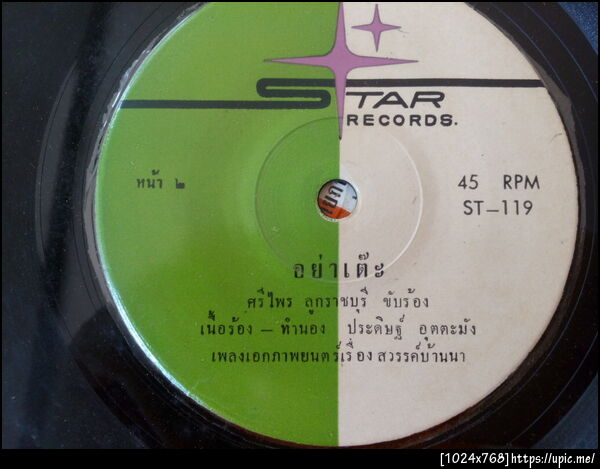 STAR
RECORDS.
หน้า ๒
45 RPM
ST-119
อย่าเต๊ะ
ศรีไพร ลูกราชบุรี ขับร้อง
เนื้อร้อง - ทำนอง ประดิษฐ์ อุตตะมัง
เพลงเอกภาพยนตร์เรื่อง สวรรค์บ้านนา
[1024x768]https://upic.me/